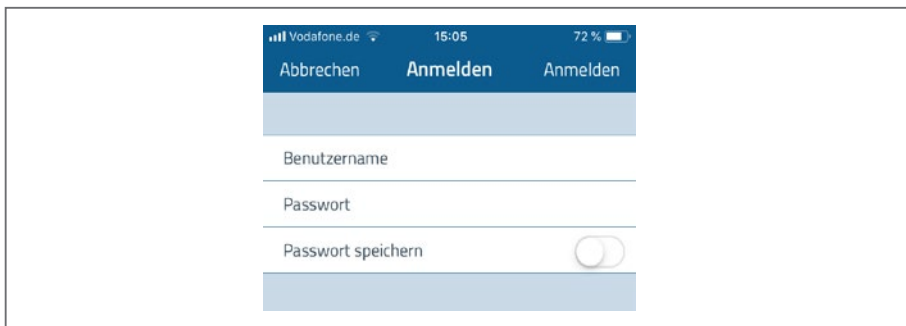 Vodafone.de 15:05 72 %
Abbrechen Anmelden Anmelden
Benutzername
Passwort
Passwort speichern